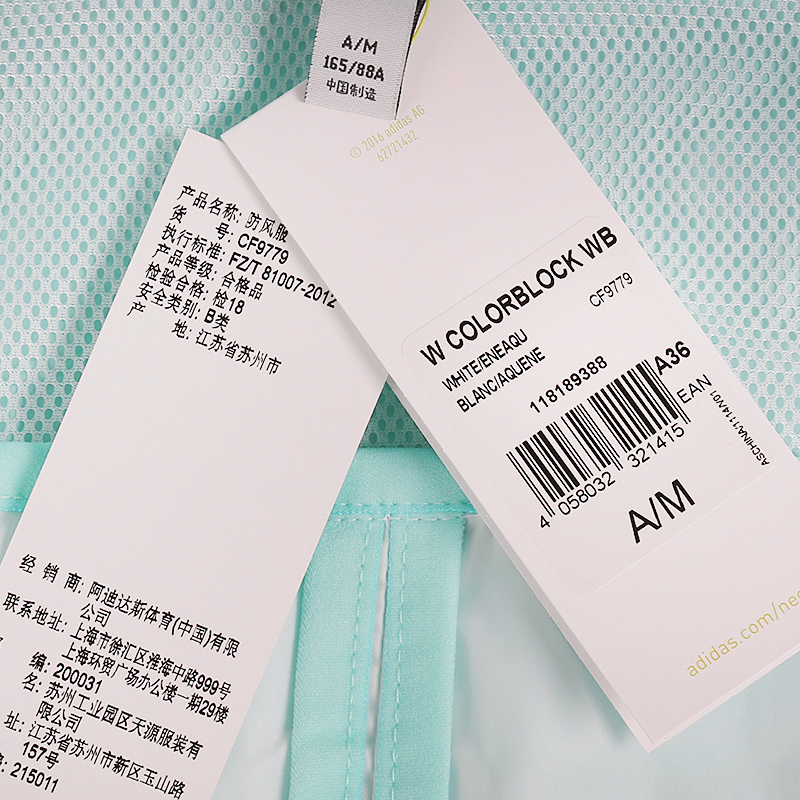 A/M
165/88A
中国制造
© 2016 adidas AG
62721432
产品名称: 防风服
货 号: CF9779
执行标准: FZ/T 81007-2012
产品等级: 合格品
检验合格: 检18
安全类别: B类
产 地: 江苏省苏州市
经 销 商: 阿迪达斯体育(中国)有限
公司
联系地址: 上海市徐汇区淮海中路999号
上海环贸广场办公楼一期29楼
编: 200031
名: 苏州工业园区天源服装有
限公司
址: 江苏省苏州市新区玉山路
157号
: 215011
W COLORBLOCK WB
WHITE/ENEAQU
CF9779
BLANC/AQUENE
118189388
A36
EAN
4 058032 321415
A/M
adidas.com/neo